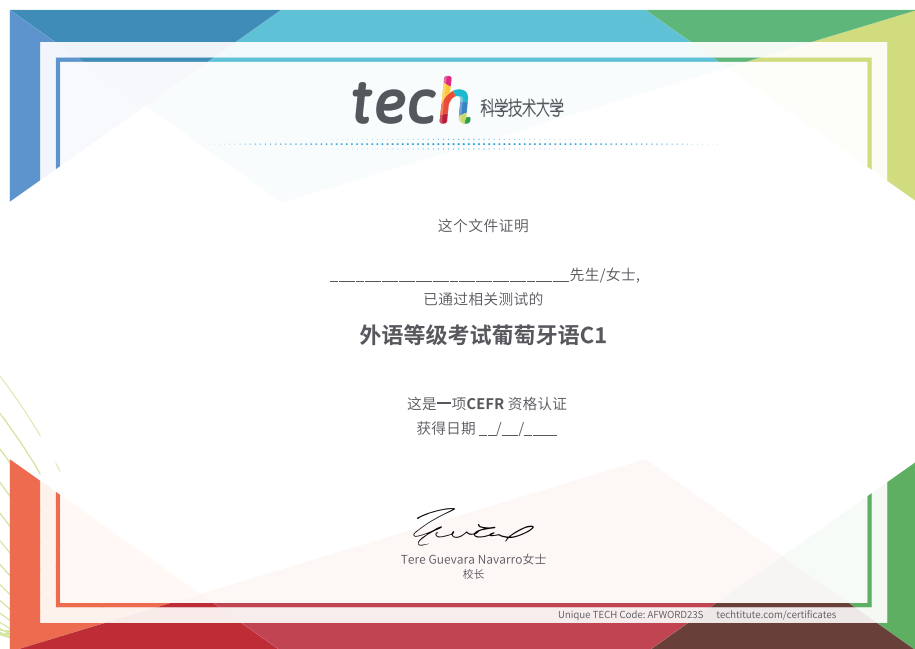 tech 科学技术大学
这个文件证明
____________________________先生/女士,
已通过相关测试的
外语等级考试葡萄牙语C1
这是一项CEFR 资格认证
获得日期 __/__/____
Tere Guevara Navarro女士
校长
Unique TECH Code: AFWORD23S techtitute.com/certificates